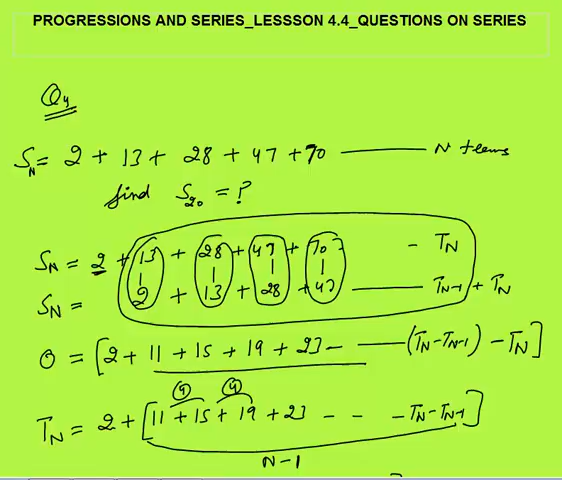 PROGRESSIONS AND SERIES_LESSSON 4.4_QUESTIONS ON SERIES
Q4
SN = 2 + 13 + 28 + 47 + 70 ——— N terms
find S20 = ?
SN = 2 + 13 + 28 + 47 + 70 - - TN
SN = 2 + 13 + 28 + 47 ——— TN-1 + TN
0 = [2 + 11 + 15 + 19 + 23 - —— (TN - TN-1) - TN]
4 4
TN = 2 + [11 + 15 + 19 + 23 - - - TN - TN-1]
N-1